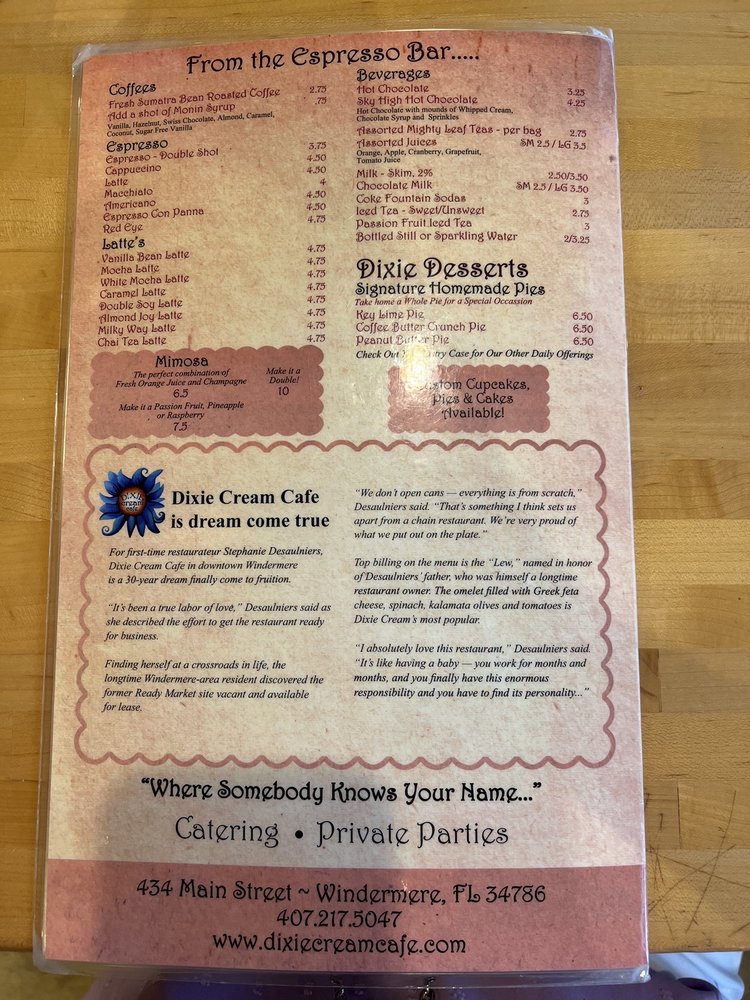 From the Espresso Bar.....
Coffees
Fresh Sumatra Bean Roasted Coffee 2.75
Add a shot of Monin Syrup .75
Vanilla, Hazelnut, Swiss Chocolate, Almond, Caramel,
Coconut, Sugar Free Vanilla
Espresso
Espresso - Double Shot 3.75
Cappuccino 4.50
Latte 4.50
Macchiato 4
Americano 4.50
Espresso Con Panna 4.50
Red Eye 4.75
Latte's
Vanilla Bean Latte 4.75
Mocha Latte 4.75
White Mocha Latte 4.75
Caramel Latte 4.75
Double Soy Latte 4.75
Almond Joy Latte 4.75
Milky Way Latte 4.75
Chai Tea Latte 4.75
Mimosa
The perfect combination of
Fresh Orange Juice and Champagne
6.5
Make it a
Double!
10
Make it a Passion Fruit, Pineapple
or Raspberry
7.5
Beverages
Hot Chocolate 3.25
Sky High Hot Chocolate 4.25
Hot Chocolate with mounds of Whipped Cream,
Chocolate Syrup and Sprinkles
Assorted Mighty Leaf Teas - per bag 2.75
Assorted Juices SM 2.5 / LG 3.5
Orange, Apple, Cranberry, Grapefruit,
Tomato Juice
Milk - Skim, 2% 2.50/3.50
Chocolate Milk SM 2.5 / LG 3.50
Coke Fountain Sodas 3
Iced Tea - Sweet/Unsweet 2.75
Passion Fruit Iced Tea 3
Bottled Still or Sparkling Water 2/3.25
Dixie Desserts
Signature Homemade Pies
Take home a Whole Pie for a Special Occassion
Key Lime Pie 6.50
Coffee Butter Crunch Pie 6.50
Peanut Butter Pie 6.50
Check Out Case for Our Other Daily Offerings
Custom Cupcakes,
Pies & Cakes
Available!
DIXIE
Cream
Cafe
Dixie Cream Cafe
is dream come true
For first-time restaurateur Stephanie Desaulniers,
Dixie Cream Cafe in downtown Windermere
is a 30-year dream finally come to fruition.
“It's been a true labor of love,” Desaulniers said as
she described the effort to get the restaurant ready
for business.
Finding herself at a crossroads in life, the
longtime Windermere-area resident discovered the
former Ready Market site vacant and available
for lease.
“We don't open cans — everything is from scratch,”
Desaulniers said. “That's something I think sets us
apart from a chain restaurant. We're very proud of
what we put out on the plate.”
Top billing on the menu is the “Lew,” named in honor
of Desaulniers' father, who was himself a longtime
restaurant owner. The omelet filled with Greek feta
cheese, spinach, kalamata olives and tomatoes is
Dixie Cream's most popular.
“I absolutely love this restaurant,” Desaulniers said.
“It's like having a baby — you work for months and
months, and you finally have this enormous
responsibility and you have to find its personality...”
“Where Somebody Knows Your Name...”
Catering • Private Parties
434 Main Street ~ Windermere, FL 34786
407.217.5047
www.dixiecreamcafe.com